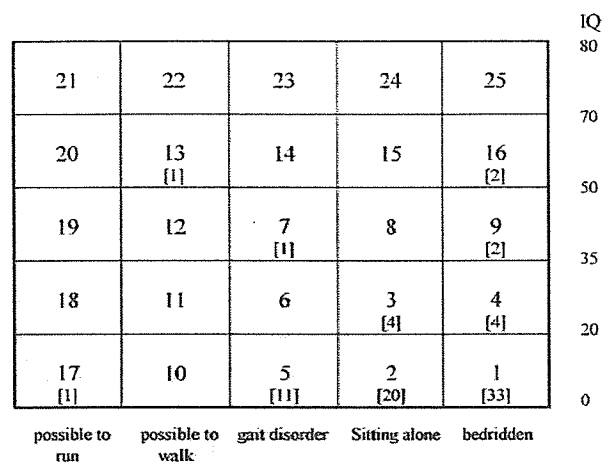 IQ
80
21 22 23 24 25
70
20 13 14 15 16
[1] [2]
50
19 12 7 8 9
[1] [2]
35
18 11 6 3 4
[4] [4]
20
17 10 5 2 1
[1] [11] [20] [33]
0
possible to possible to gait disorder Sitting alone bedridden
run walk